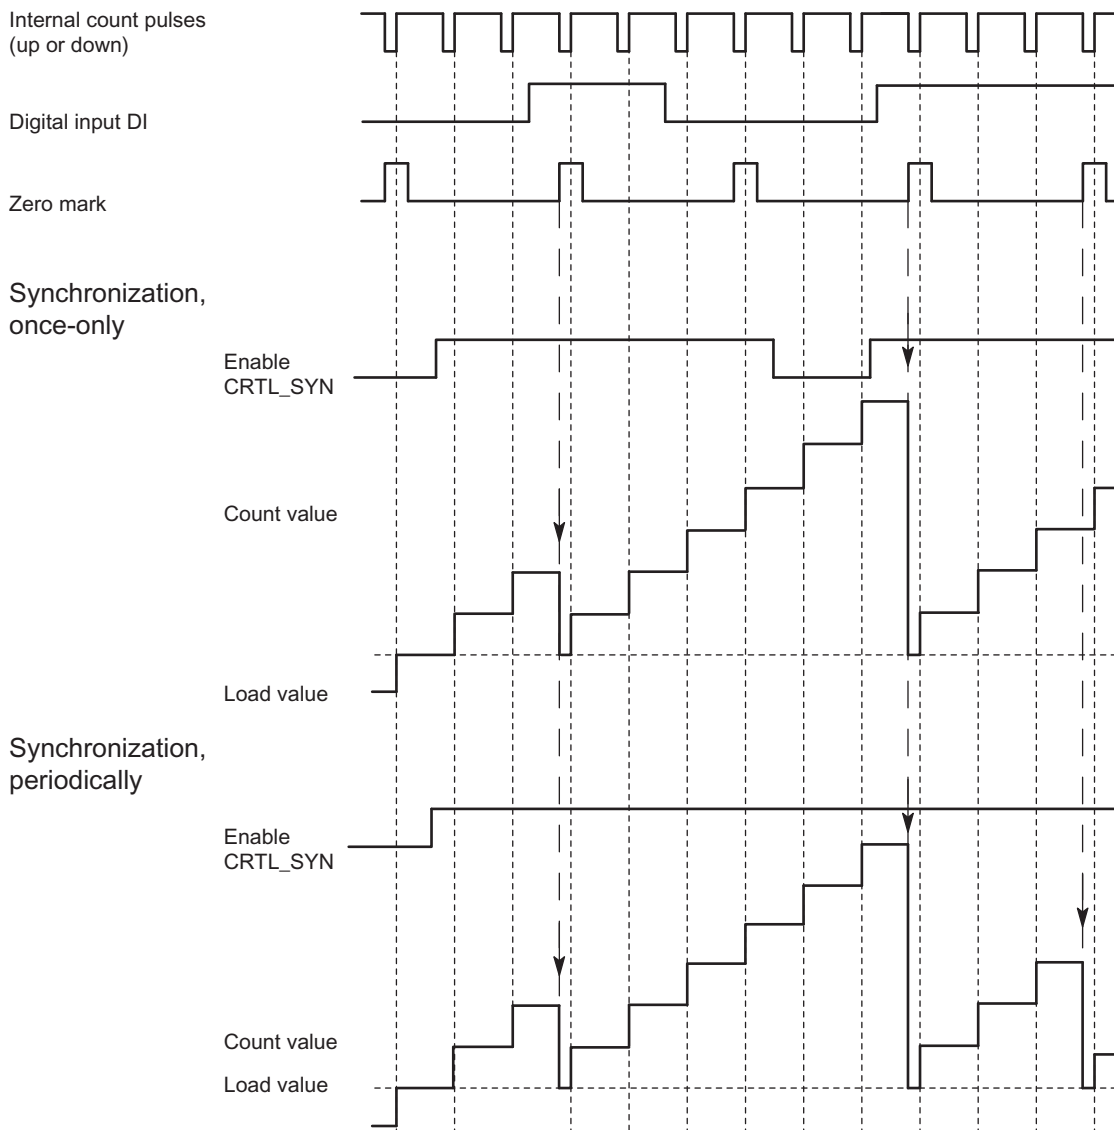 Internal count pulses
(up or down)
Digital input DI
Zero mark
Synchronization,
once-only
Enable
CRTL_SYN
Count value
Load value
Synchronization,
periodically
Enable
CRTL_SYN
Count value
Load value